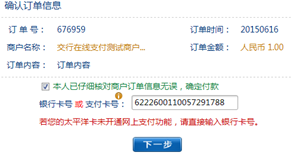 确认订单信息
订 单 号： 676959 订单时间： 20150616
商户名称： 交行在线支付测试商户... 订单金额： 人民币 1.00
订单内容： 订单内容
本人已仔细核对商户订单信息无误，确定付款
银行卡号 或 支付卡号： 6222600110057291788
若您的太平洋卡未开通网上支付功能，请直接输入银行卡号。
下一步